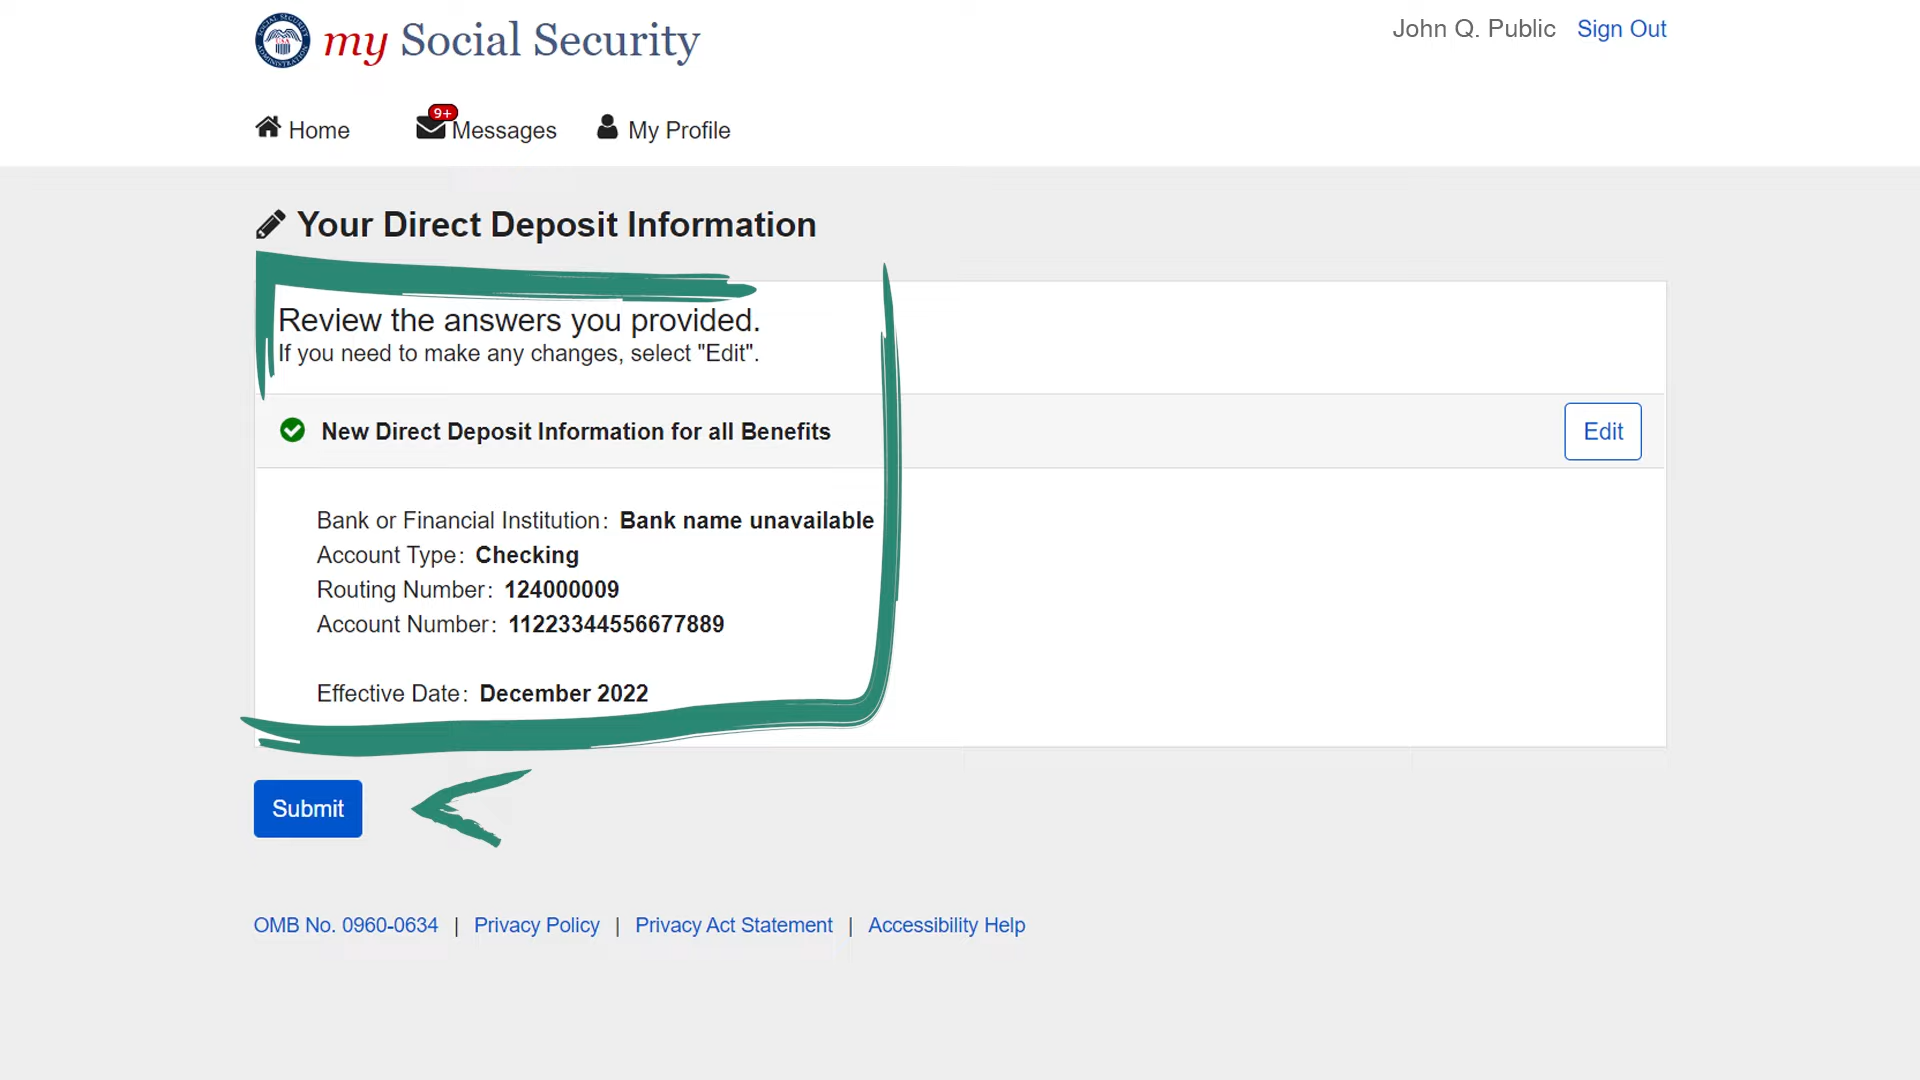 my Social Security
John Q. Public Sign Out
Home 9+ Messages My Profile
Your Direct Deposit Information
Review the answers you provided.
If you need to make any changes, select "Edit".
New Direct Deposit Information for all Benefits Edit
Bank or Financial Institution: Bank name unavailable
Account Type: Checking
Routing Number: 124000009
Account Number: 11223344556677889
Effective Date: December 2022
Submit
OMB No. 0960-0634 | Privacy Policy | Privacy Act Statement | Accessibility Help